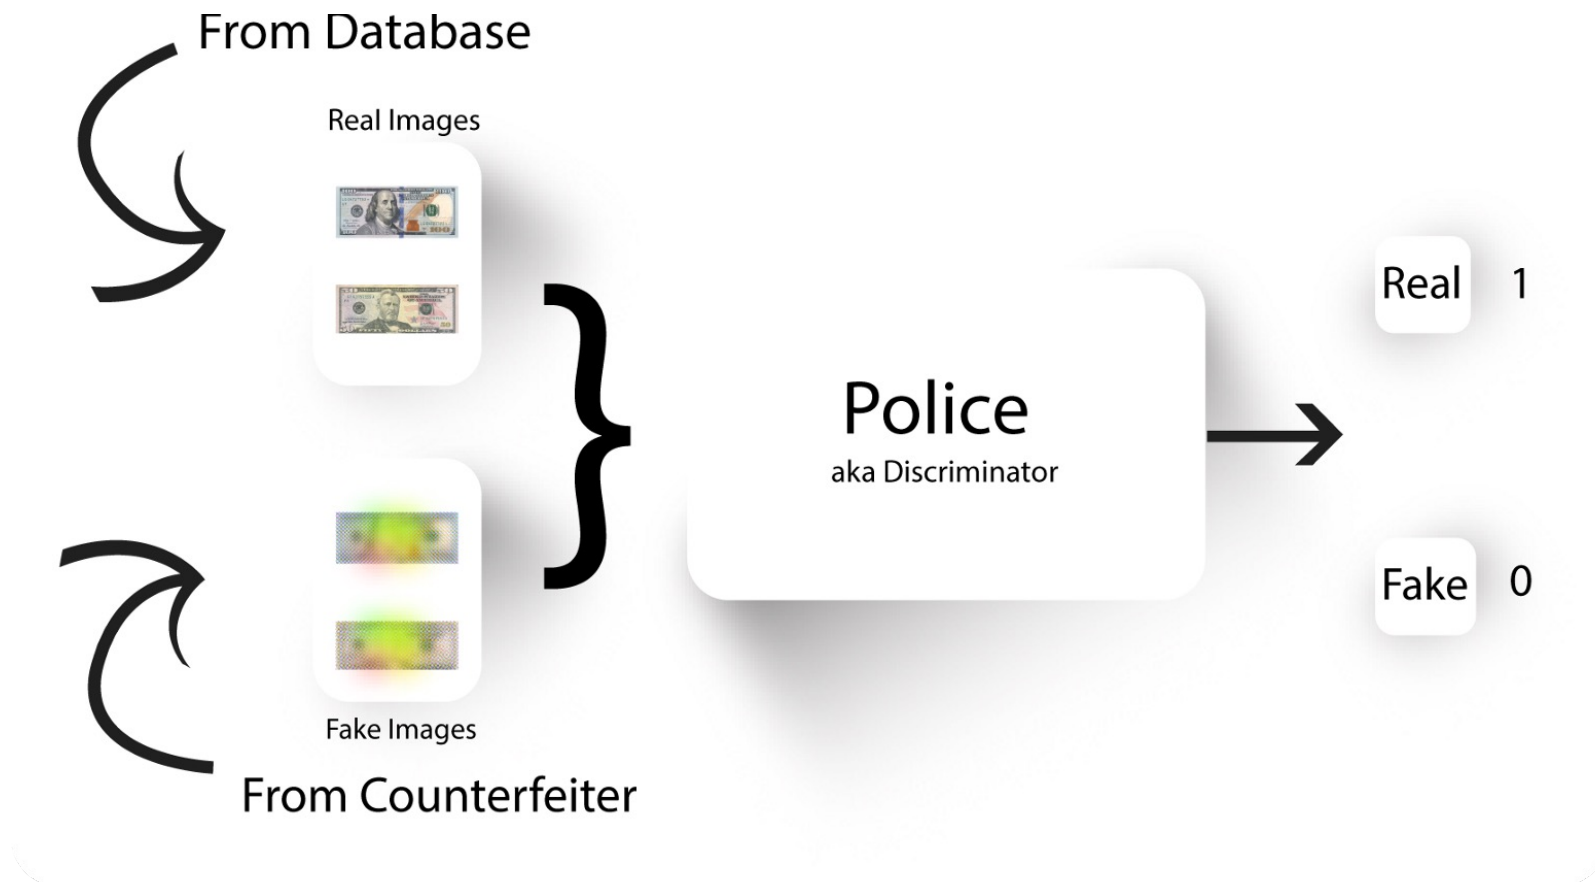 From Database
Real Images
Real 1
Police
aka Discriminator
Fake 0
Fake Images
From Counterfeiter